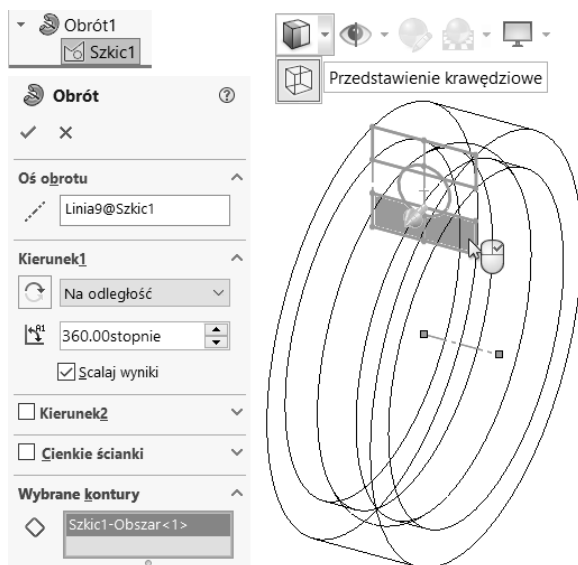 Obrót1
Szkic1
Przedstawienie krawędziowe
Obrót
Oś obrotu
Linia9@Szkic1
Kierunek1
Na odległość
A1
360.00stopnie
Scalaj wyniki
Kierunek2
Cienkie ścianki
Wybrane kontury
Szkic1-Obszar<1>